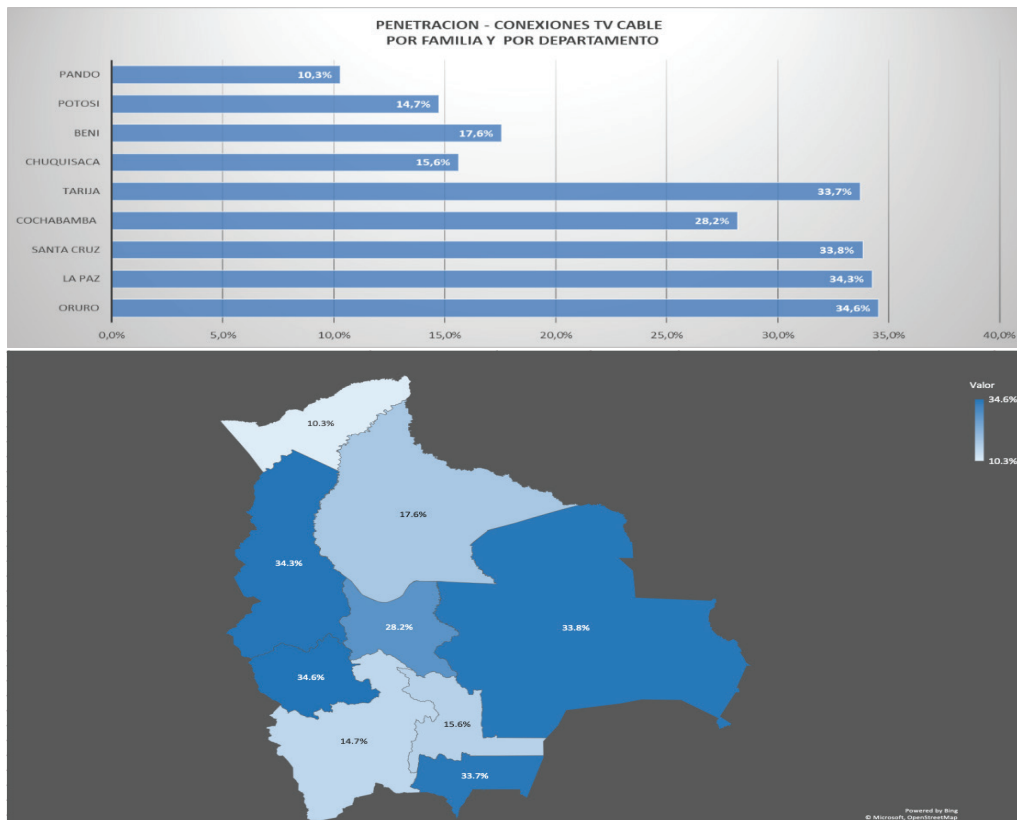 PENETRACION - CONEXIONES TV CABLE
POR FAMILIA Y POR DEPARTAMENTO
PANDO 10,3%
POTOSI 14,7%
BENI 17,6%
CHUQUISACA 15,6%
TARIJA 33,7%
COCHABAMBA 28,2%
SANTA CRUZ 33,8%
LA PAZ 34,3%
ORURO 34,6%
0,0% 5,0% 10,0% 15,0% 20,0% 25,0% 30,0% 35,0% 40,0%
Valor
34.6%
10.3%
10.3%
17.6%
34.3%
28.2%
33.8%
34.6%
15.6%
14.7%
33.7%
Powered by Bing
© Microsoft, OpenStreetMap